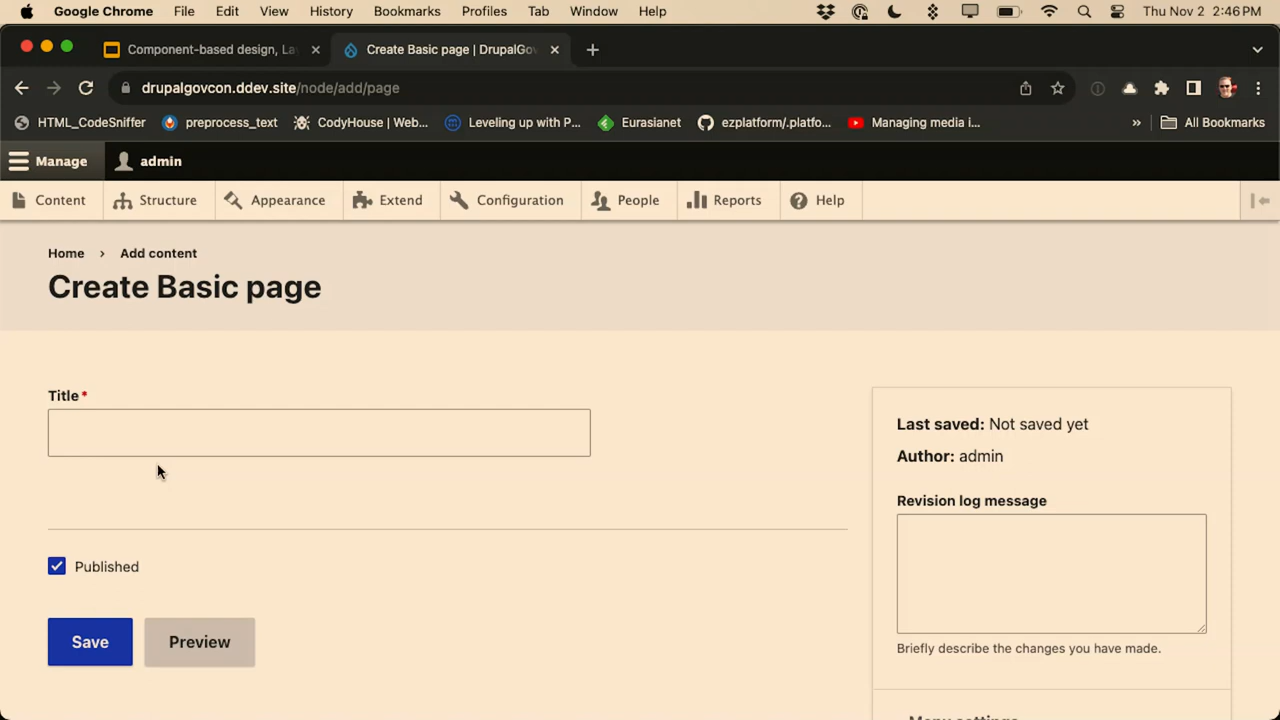 Google Chrome File Edit View History Bookmarks Profiles Tab Window Help Thu Nov 2 2:46 PM
Component-based design, La Create Basic page | DrupalGov
drupalgovcon.ddev.site/node/add/page
HTML_CodeSniffer preprocess_text CodyHouse | Web... Leveling up with P... Eurasianet ezplatform/.platfo... Managing media i... » All Bookmarks
Manage admin
Content Structure Appearance Extend Configuration People Reports Help
Home › Add content
Create Basic page
Title *
Last saved: Not saved yet
Author: admin
Revision log message
Published
Save Preview
Briefly describe the changes you have made.
Menu settings